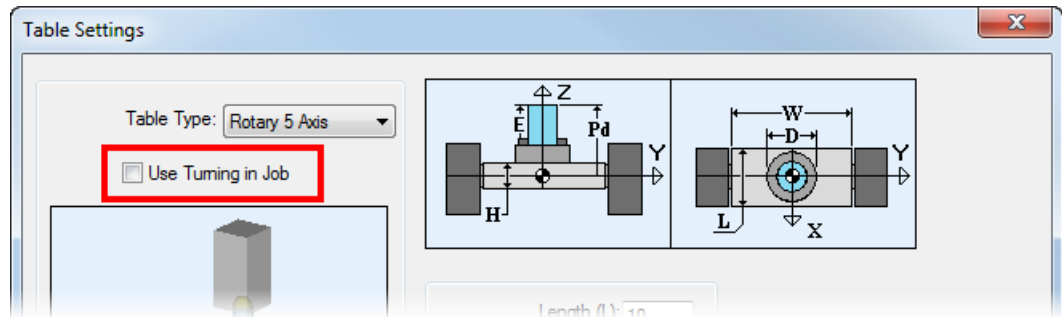 Table Settings
x
Table Type: Rotary 5 Axis
Use Turning in Job
Z
E
Pd
Y
H
W
D
Y
L
X
Length (L): 10